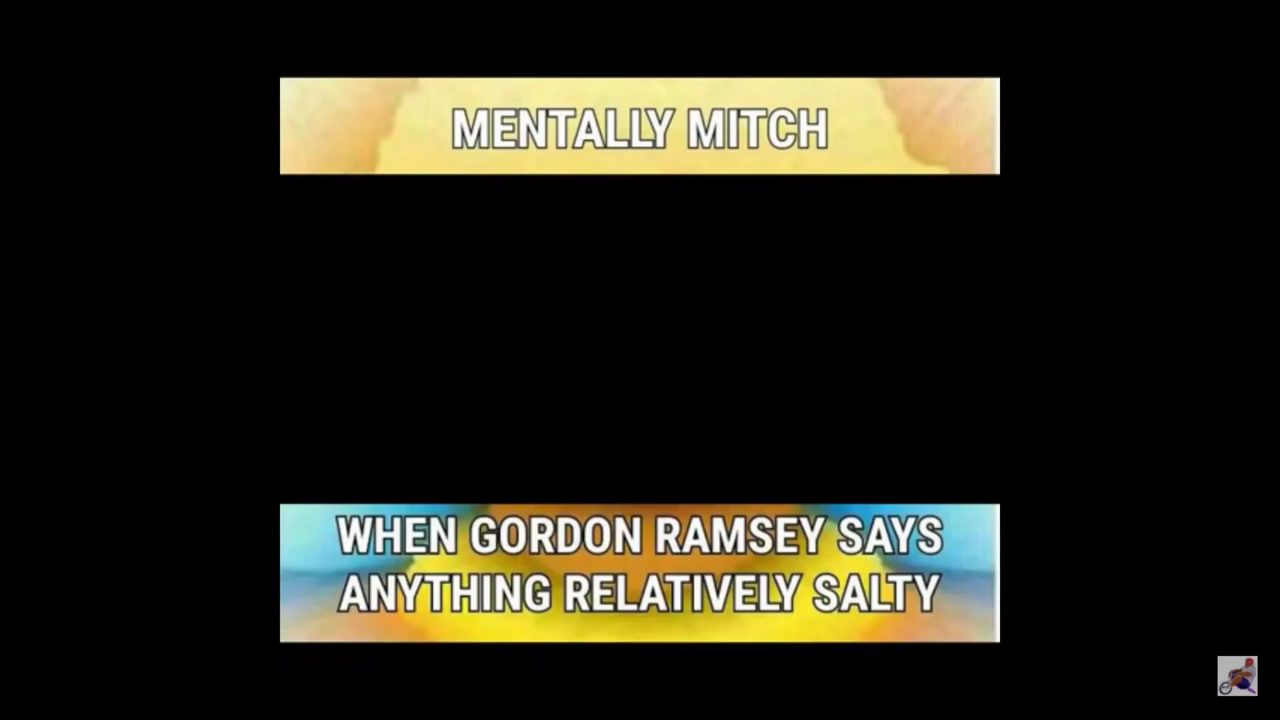 MENTALLY MITCH
WHEN GORDON RAMSEY SAYS
ANYTHING RELATIVELY SALTY